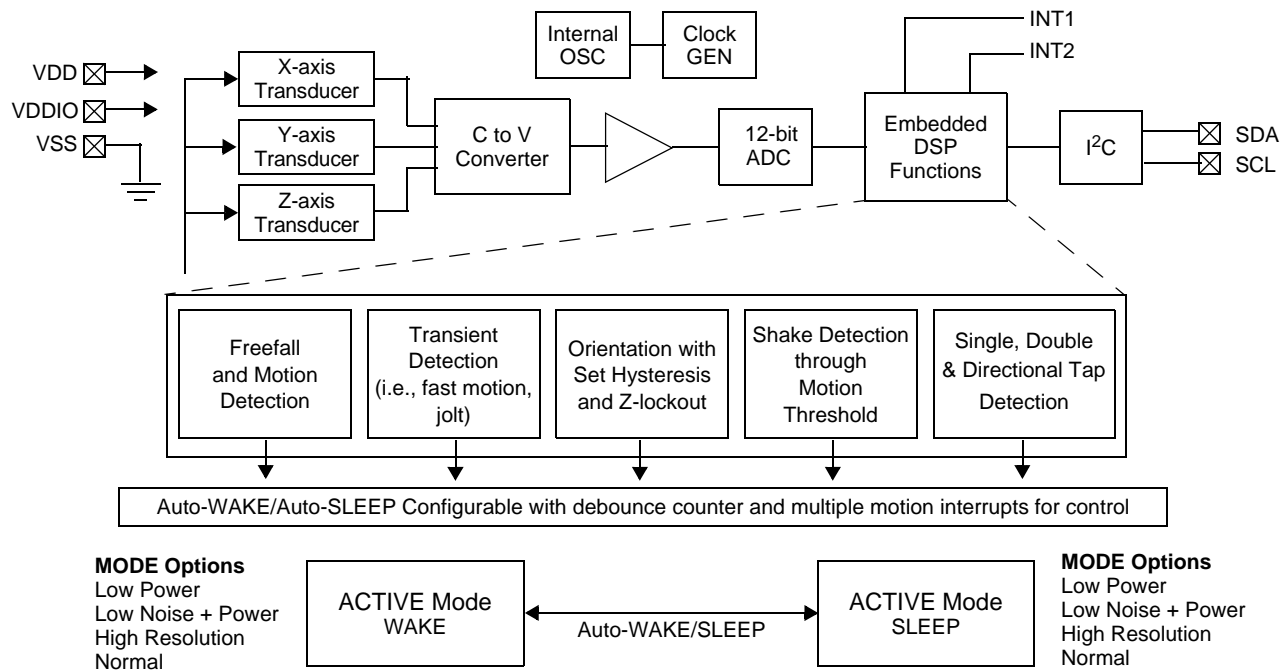 INT1
INT2
Internal
OSC
Clock
GEN
VDD
VDDIO
VSS
X-axis
Transducer
Y-axis
Transducer
Z-axis
Transducer
C to V
Converter
12-bit
ADC
Embedded
DSP
Functions
I²C
SDA
SCL
Freefall
and Motion
Detection
Transient
Detection
(i.e., fast motion,
jolt)
Orientation with
Set Hysteresis
and Z-lockout
Shake Detection
through
Motion
Threshold
Single, Double
& Directional Tap
Detection
Auto-WAKE/Auto-SLEEP Configurable with debounce counter and multiple motion interrupts for control
MODE Options
Low Power
Low Noise + Power
High Resolution
Normal
ACTIVE Mode
WAKE
Auto-WAKE/SLEEP
ACTIVE Mode
SLEEP
MODE Options
Low Power
Low Noise + Power
High Resolution
Normal